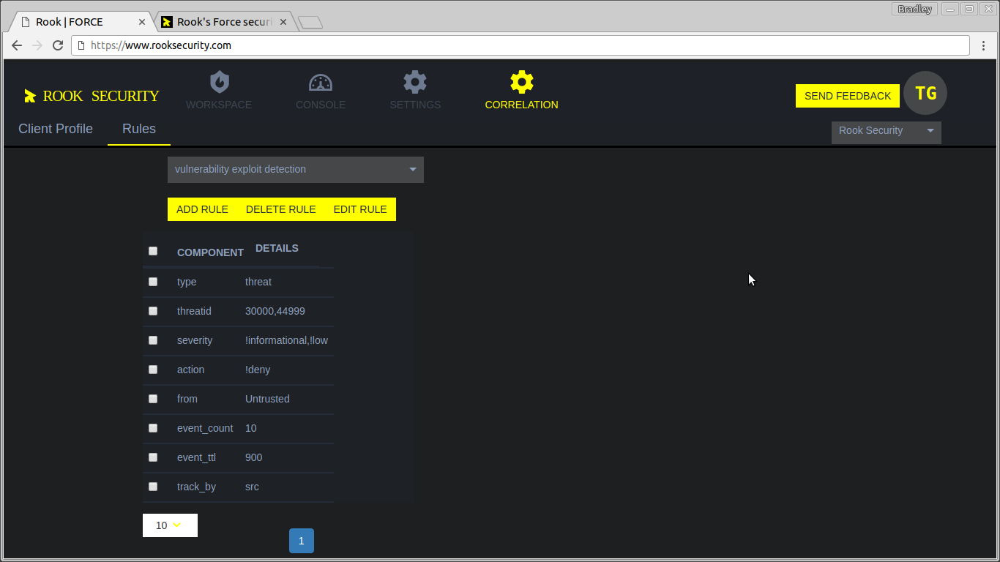 Bradley
Rook | FORCE
Rook's Force securi
https://www.rooksecurity.com
ROOK SECURITY
WORKSPACE
CONSOLE
SETTINGS
CORRELATION
SEND FEEDBACK
TG
Client Profile
Rules
Rook Security
vulnerability exploit detection
ADD RULE DELETE RULE EDIT RULE
COMPONENT DETAILS
type threat
threatid 30000,44999
severity !informational,!low
action !deny
from Untrusted
event_count 10
event_ttl 900
track_by src
10
1